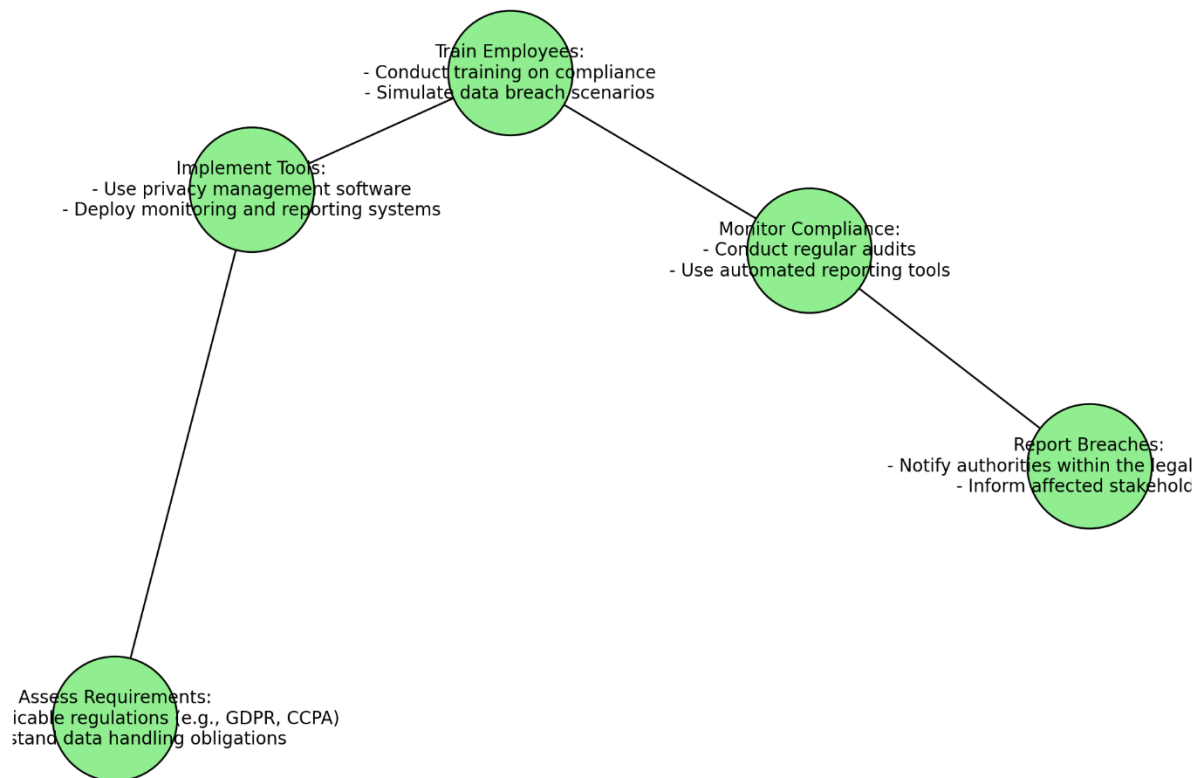 Train Employees:
- Conduct training on compliance
- Simulate data breach scenarios
Implement Tools:
- Use privacy management software
- Deploy monitoring and reporting systems
Monitor Compliance:
- Conduct regular audits
- Use automated reporting tools
Report Breaches:
- Notify authorities within the legal
- Inform affected
Assess Requirements:
regulations (e.g., GDPR, CCPA)
data handling obligations